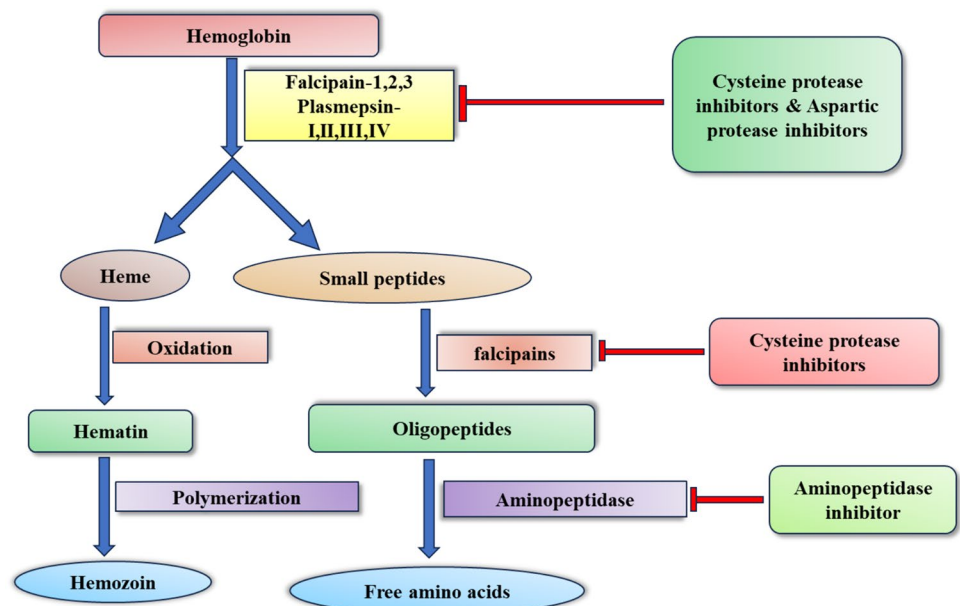 Hemoglobin
Falcipain-1,2,3
Plasmepsin-
I,II,III,IV
Cysteine protease
inhibitors & Aspartic
protease inhibitors
Heme
Small peptides
Oxidation
falcipains
Cysteine protease
inhibitors
Hematin
Oligopeptides
Polymerization
Aminopeptidase
Aminopeptidase
inhibitor
Hemozoin
Free amino acids